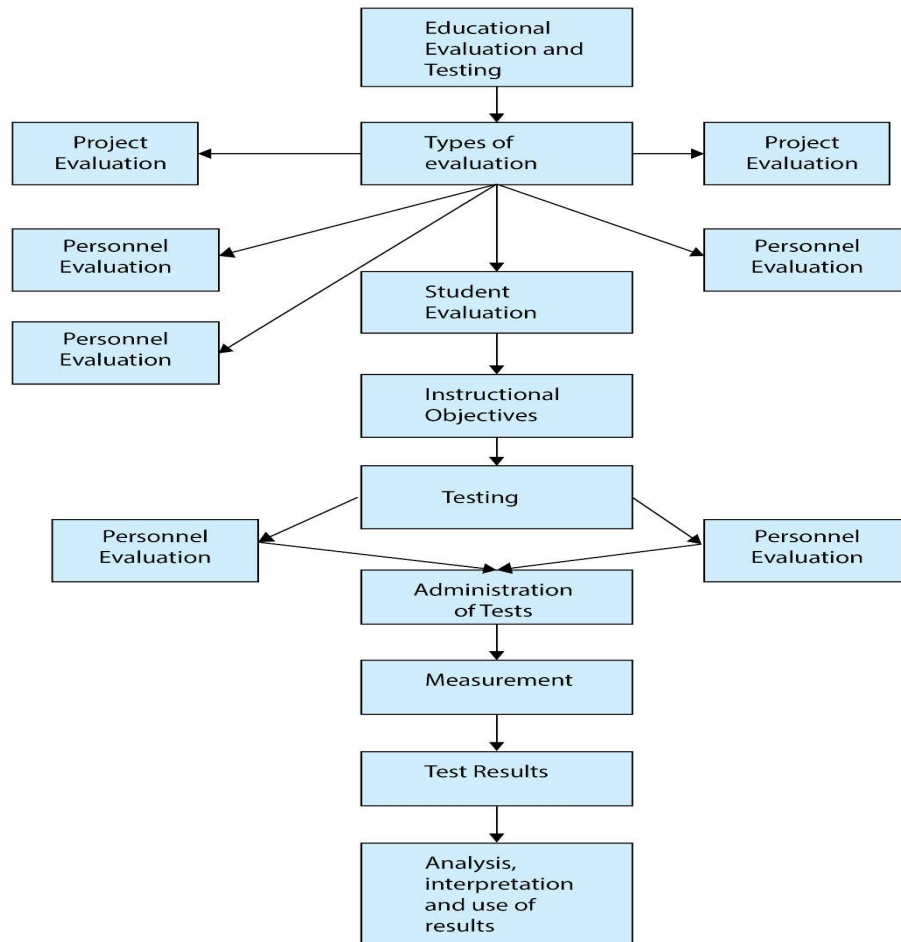 Educational
Evaluation and
Testing
Project
Evaluation
Types of
evaluation
Project
Evaluation
Personnel
Evaluation
Personnel
Evaluation
Student
Evaluation
Personnel
Evaluation
Instructional
Objectives
Testing
Personnel
Evaluation
Personnel
Evaluation
Administration
of Tests
Measurement
Test Results
Analysis,
interpretation
and use of
results